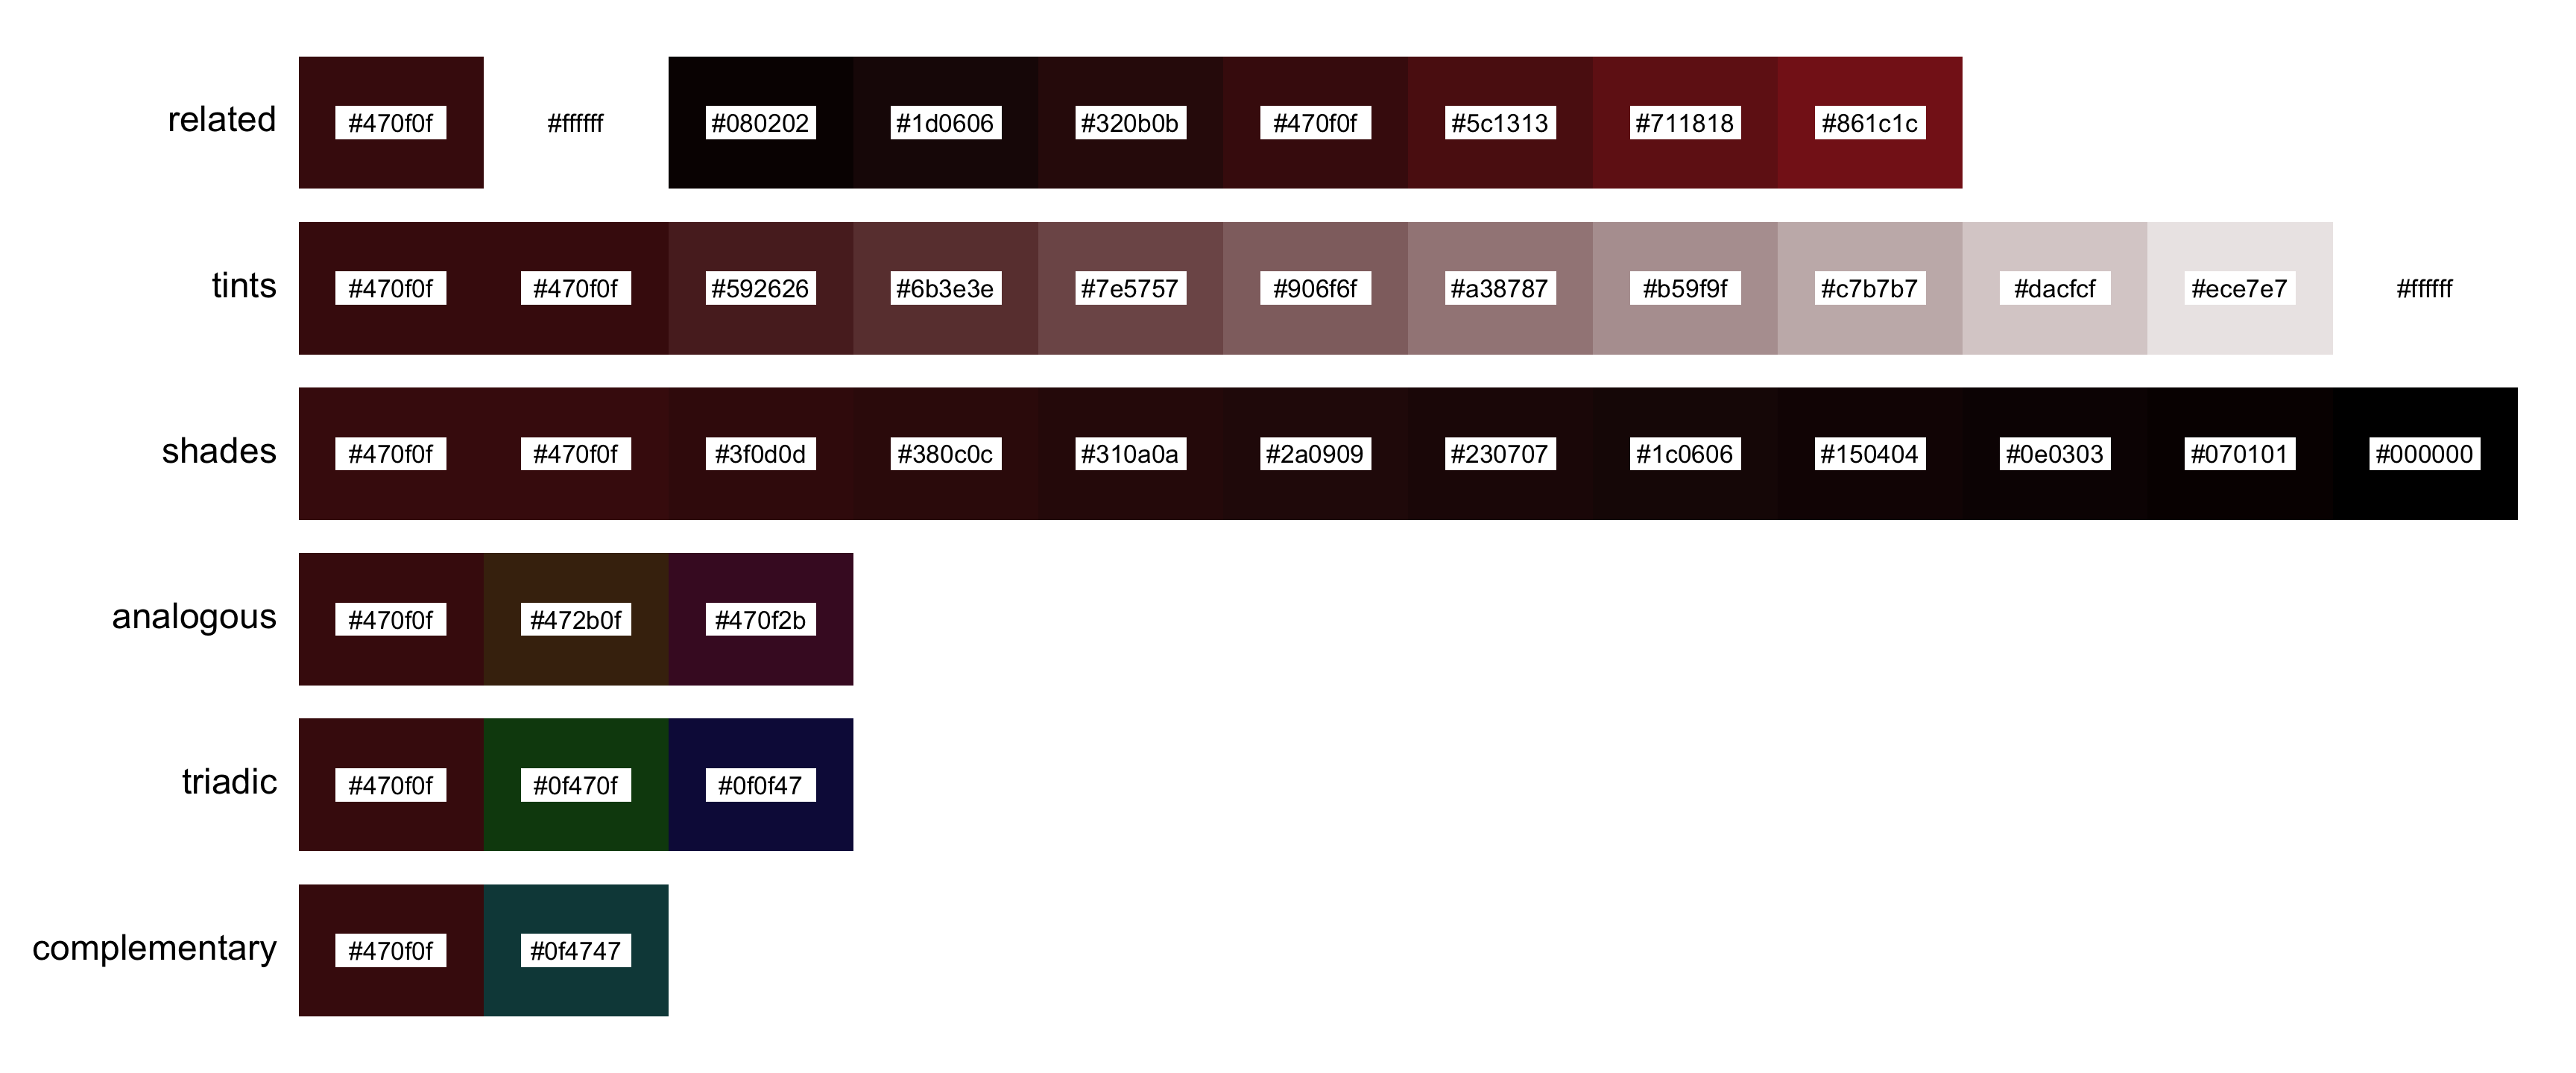 related #470f0f #ffffff #080202 #1d0606 #320b0b #470f0f #5c1313 #711818 #861c1c
tints #470f0f #470f0f #592626 #6b3e3e #7e5757 #906f6f #a38787 #b59f9f #c7b7b7 #dacfcf #ece7e7 #ffffff
shades #470f0f #470f0f #3f0d0d #380c0c #310a0a #2a0909 #230707 #1c0606 #150404 #0e0303 #070101 #000000
analogous #470f0f #472b0f #470f2b
triadic #470f0f #0f470f #0f0f47
complementary #470f0f #0f4747